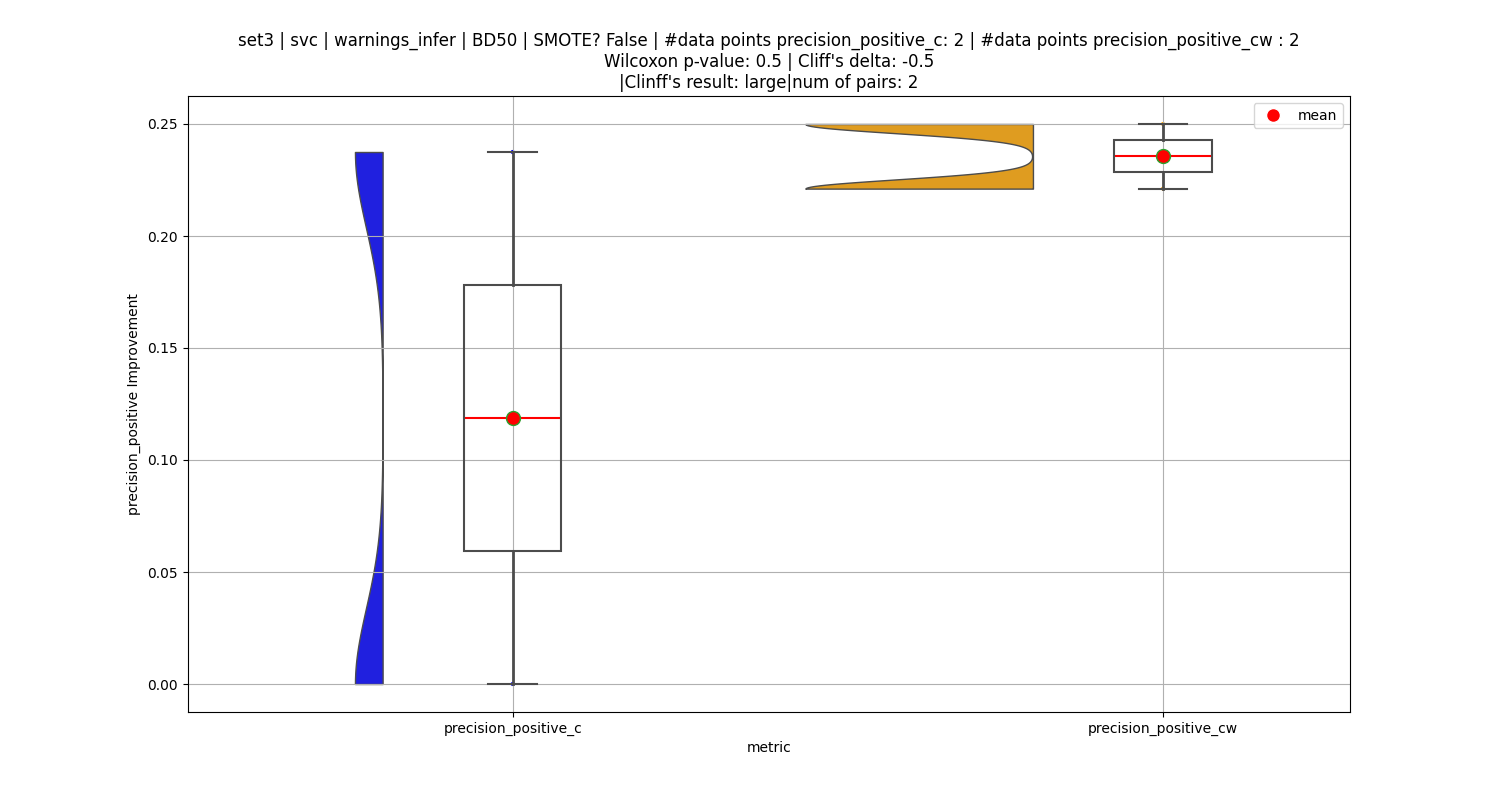 set3 | svc | warnings_infer | BD50 | SMOTE? False | #data points precision_positive_c: 2 | #data points precision_positive_cw : 2
Wilcoxon p-value: 0.5 | Cliff's delta: -0.5
|Clinff's result: large|num of pairs: 2
mean
0.25
0.20
0.15
0.10
0.05
0.00
precision_positive Improvement
precision_positive_c
precision_positive_cw
metric